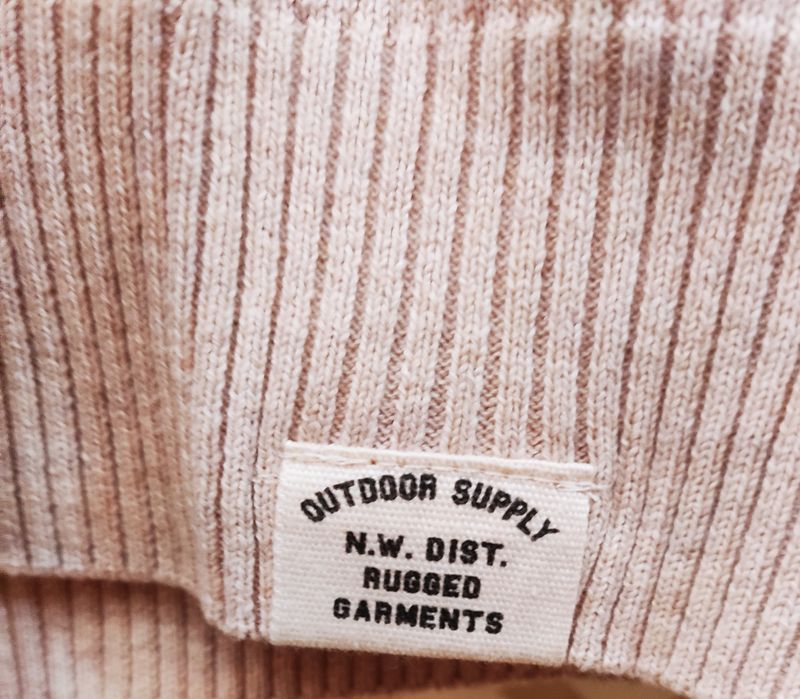 OUTDOOR SUPPLY
N.W. DIST.
RUGGED
GARMENTS